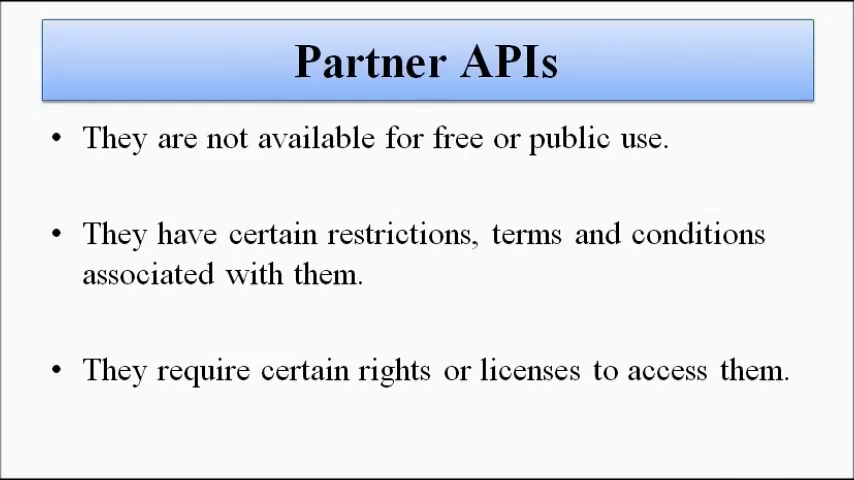 Partner APIs
• They are not available for free or public use.
• They have certain restrictions, terms and conditions
associated with them.
• They require certain rights or licenses to access them.